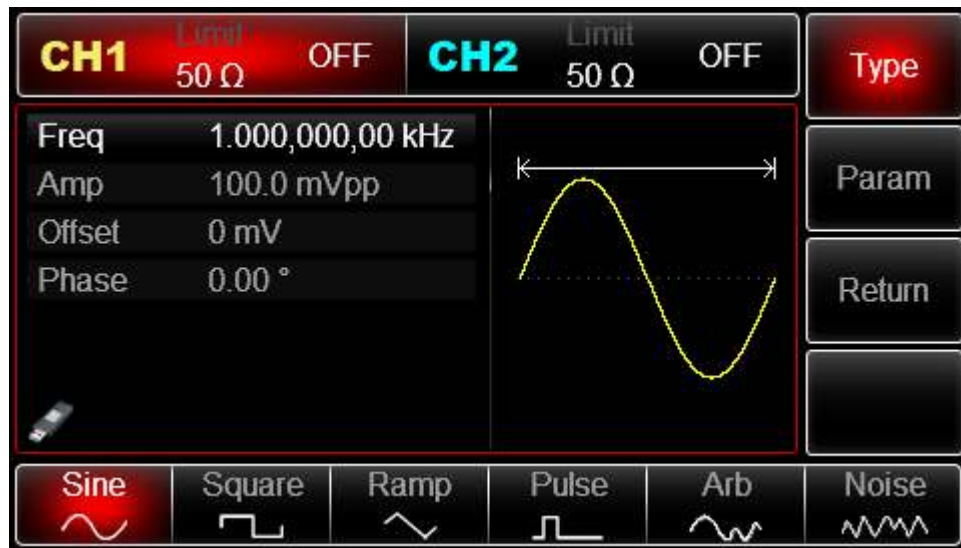 CH1 Limit OFF CH2 Limit OFF Type
50 Ω 50 Ω
Freq 1.000,000,00 kHz
Amp 100.0 mVpp Param
Offset 0 mV
Phase 0.00 ° Return
Sine Square Ramp Pulse Arb Noise